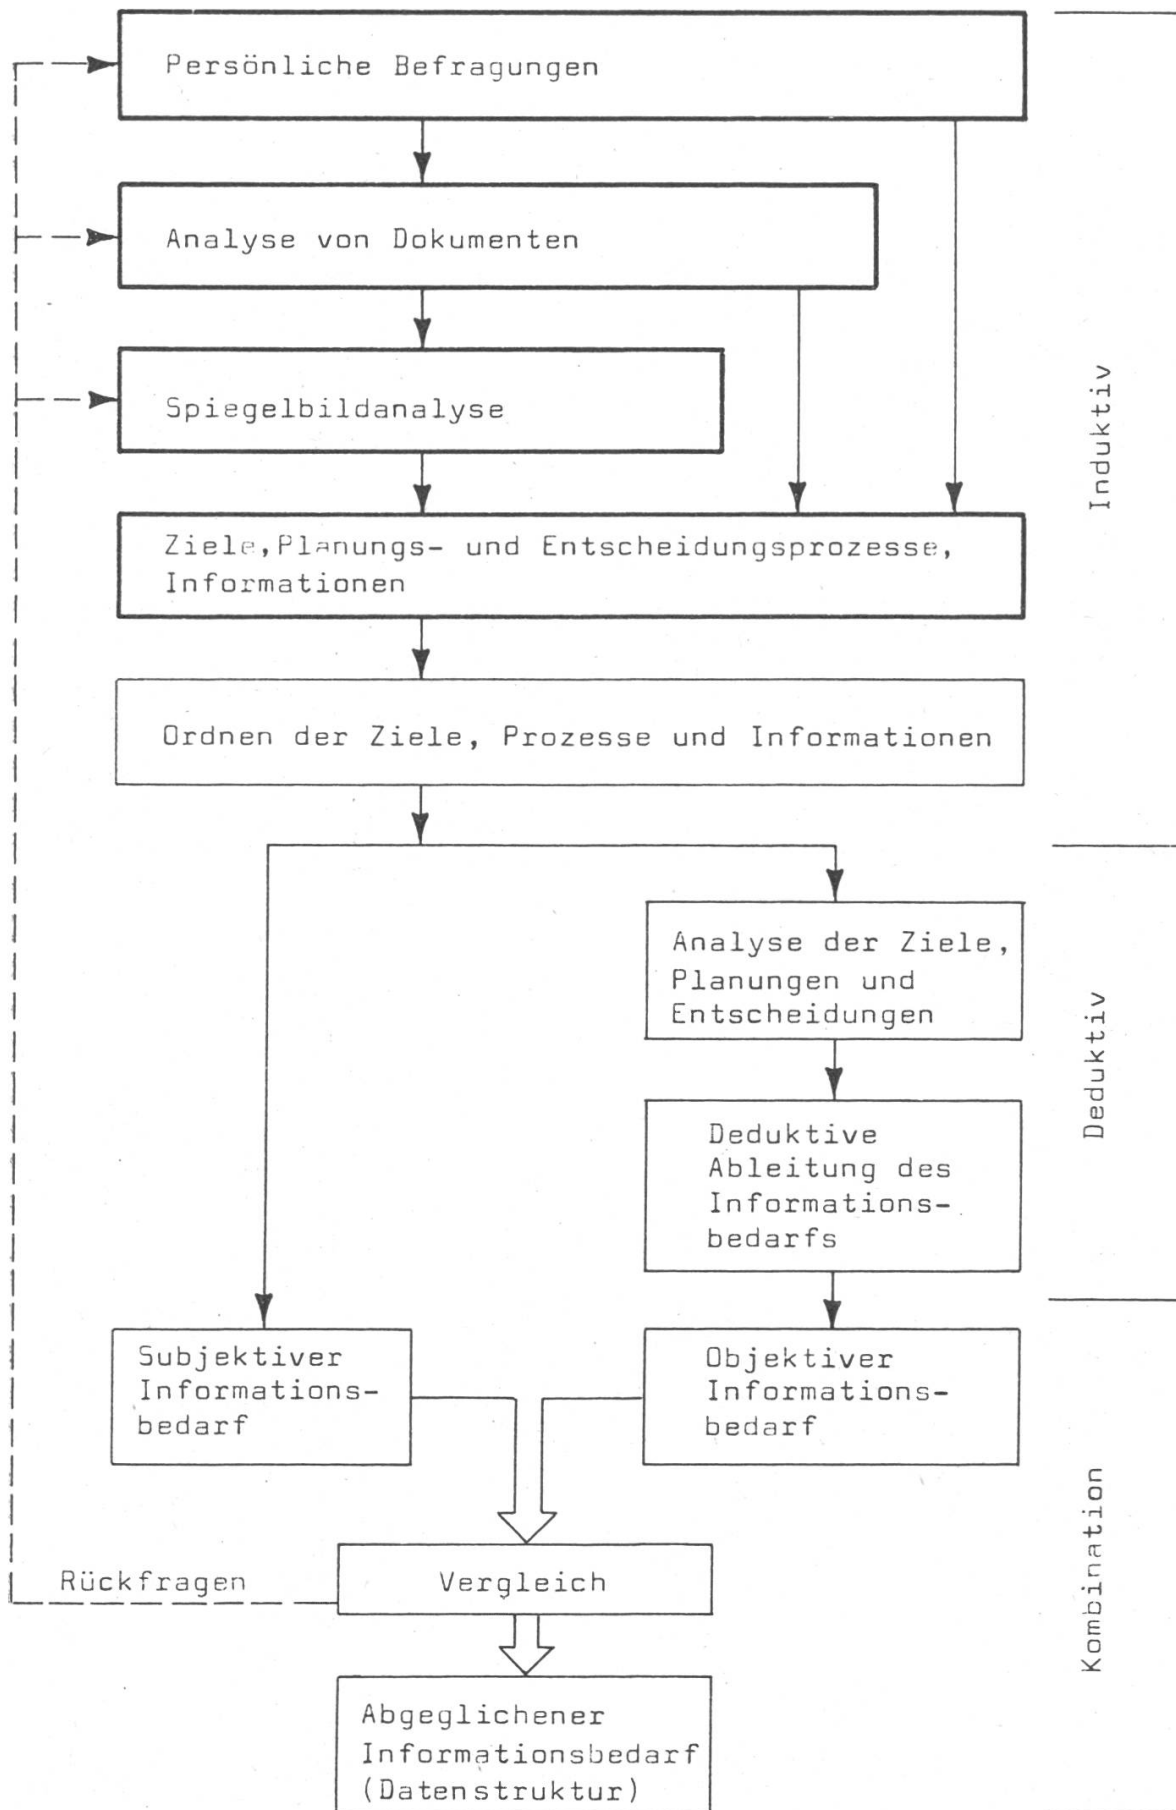 Persönliche Befragungen
Analyse von Dokumenten
Spiegelbildanalyse
Ziele,Planungs- und Entscheidungsprozesse,
Informationen
Ordnen der Ziele, Prozesse und Informationen
Induktiv
Analyse der Ziele,
Planungen und
Entscheidungen
Deduktive
Ableitung des
Informations-
bedarfs
Deduktiv
Subjektiver
Informations-
bedarf
Objektiver
Informations-
bedarf
Rückfragen
Vergleich
Abgeglichener
Informationsbedarf
(Datenstruktur)
Kombination